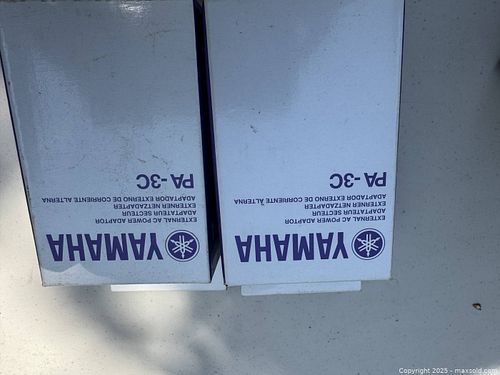 YAMAHA
EXTERNAL AC POWER ADAPTOR
ADAPTATEUR SECTEUR
EXTERNER NETZADAPTER
ADAPTADOR EXTERNO DE CORRIENTE ALTERNA
PA-3C
YAMAHA
EXTERNAL AC POWER ADAPTOR
ADAPTATEUR SECTEUR
EXTERNER NETZADAPTER
ADAPTADOR EXTERNO DE CORRIENTE ALTERNA
PA-3C
Copyright 2025 - maxsold.com